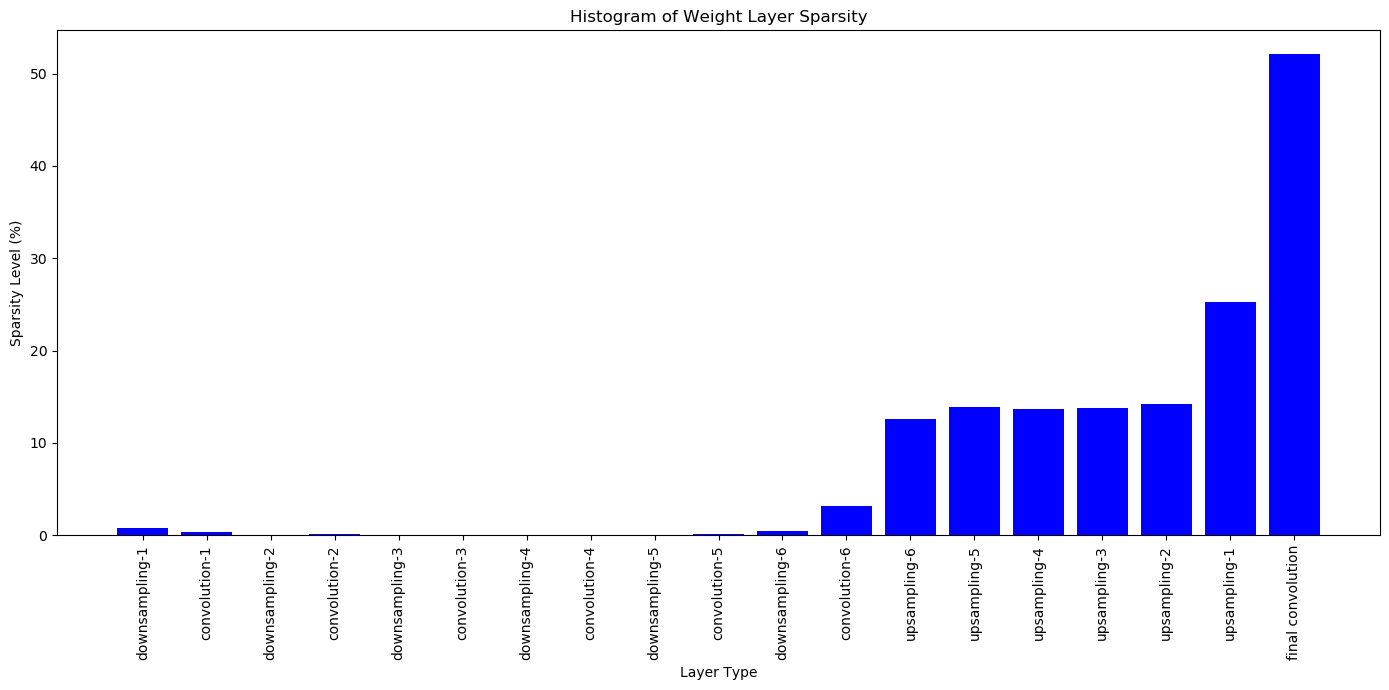 Histogram of Weight Layer Sparsity
Sparsity Level (%)
50
40
30
20
10
0
downsampling-1
convolution-1
downsampling-2
convolution-2
downsampling-3
convolution-3
downsampling-4
convolution-4
downsampling-5
convolution-5
downsampling-6
convolution-6
upsampling-6
upsampling-5
upsampling-4
upsampling-3
upsampling-2
upsampling-1
final convolution
Layer Type